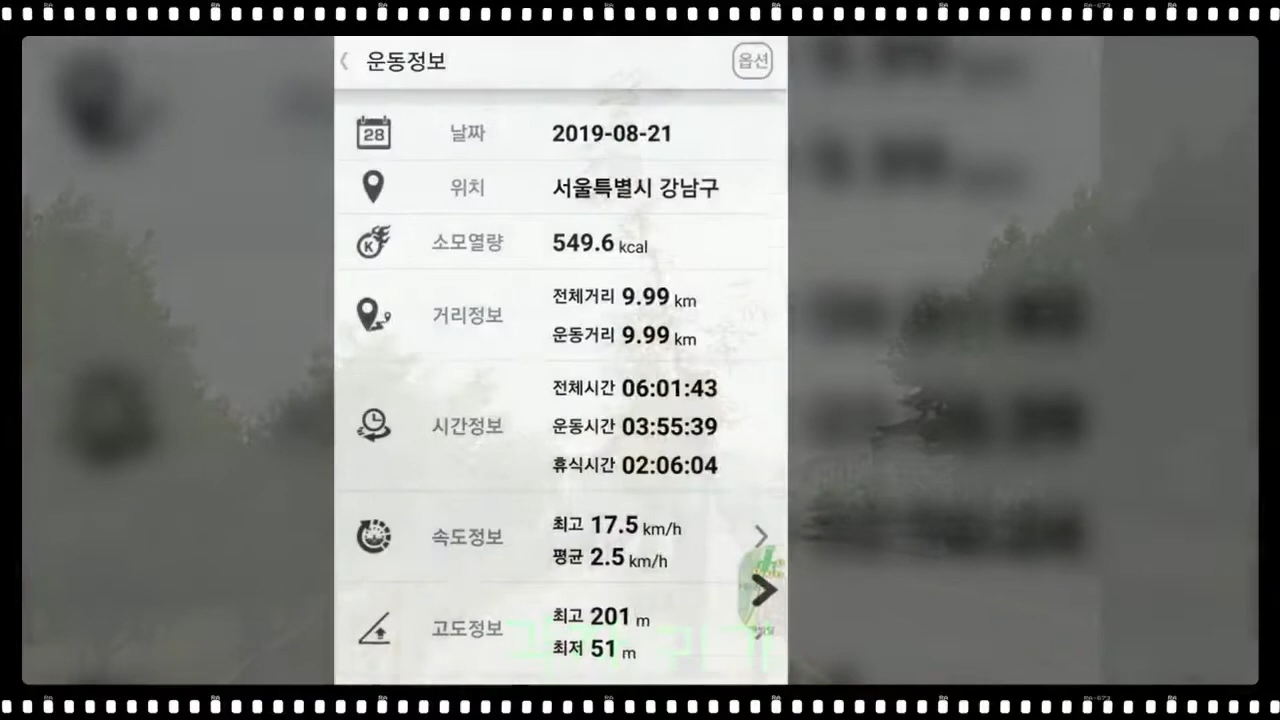 운동정보
옵션
28
날짜
2019-08-21
위치
서울특별시 강남구
K
소모열량
549.6 kcal
거리정보
전체거리 9.99 km
운동거리 9.99 km
시간정보
전체시간 06:01:43
운동시간 03:55:39
휴식시간 02:06:04
속도정보
최고 17.5 km/h
평균 2.5 km/h
고도정보
최고 201 m
최저 51 m